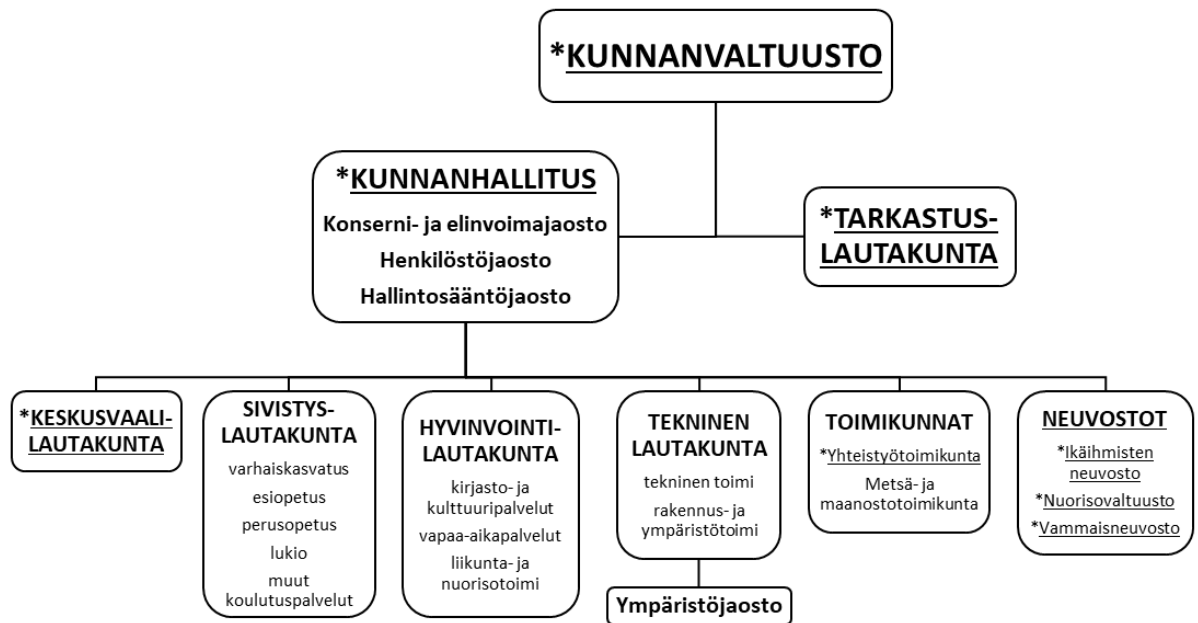 *KUNNANVALTUUSTO
*KUNNANHALLITUS
Konserni- ja elinvoimajaosto
Henkilöstöjaosto
Hallintosääntöjaosto
*TARKASTUS-
LAUTAKUNTA
*KESKUSVAALI-
LAUTAKUNTA
SIVISTYS-
LAUTAKUNTA
varhaiskasvatus
esiopetus
perusopetus
lukio
muut
koulutuspalvelut
HYVINVOINTI-
LAUTAKUNTA
kirjasto- ja
kulttuuripalvelut
vapaa-aikapalvelut
liikunta- ja
nuorisotoimi
TEKNINEN
LAUTAKUNTA
tekninen toimi
rakennus- ja
ympäristötoimi
Ympäristöjaosto
TOIMIKUNNAT
*Yhteistyötoimikunta
Metsä- ja
maanostotoimikunta
NEUVOSTOT
*Ikäihmisten
neuvosto
*Nuorisovaltuusto
*Vammaisneuvosto